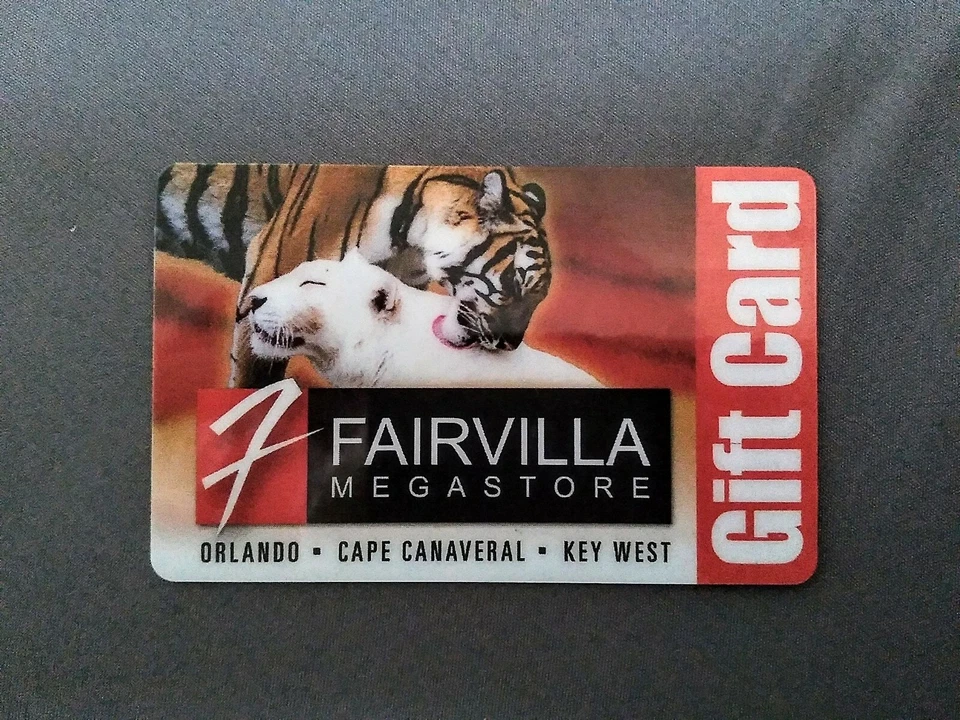 FAIRVILLA
MEGASTORE
ORLANDO ▪ CAPE CANAVERAL ▪ KEY WEST
Gift Card